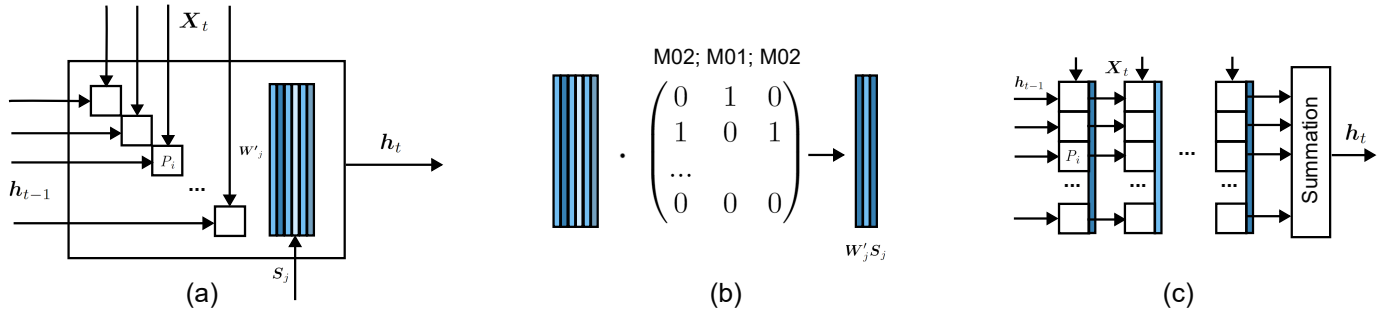 X_t
P_i
W'_j
...
h_{t-1}
h_t
S_j
(a)
M02; M01; M02
0 1 0
1 0 1
...
0 0 0
·
W'_j S_j
(b)
X_t
h_{t-1}
P_i
...
...
...
...
Summation
h_t
(c)